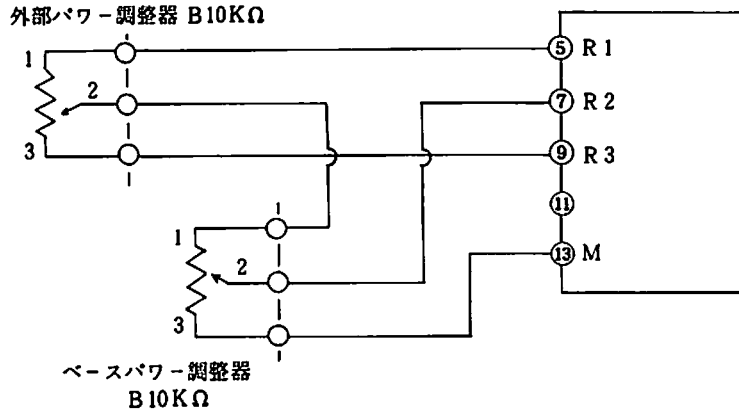 外部パワー調整器 B10KΩ
1
2
3
⑤ R1
⑦ R2
⑨ R3
⑪
⑬ M
1
2
3
ベースパワー調整器
B10KΩ